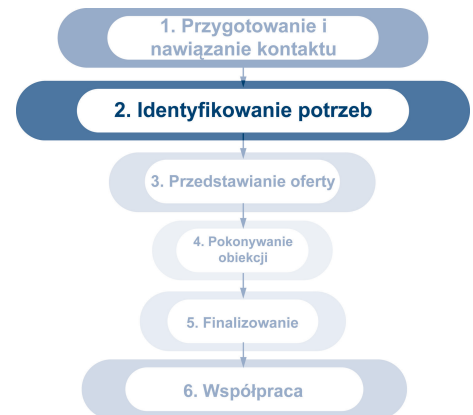 1. Przygotowanie i
nawiązanie kontaktu
2. Identyfikowanie potrzeb
3. Przedstawianie oferty
4. Pokonywanie
obiekcji
5. Finalizowanie
6. Współpraca